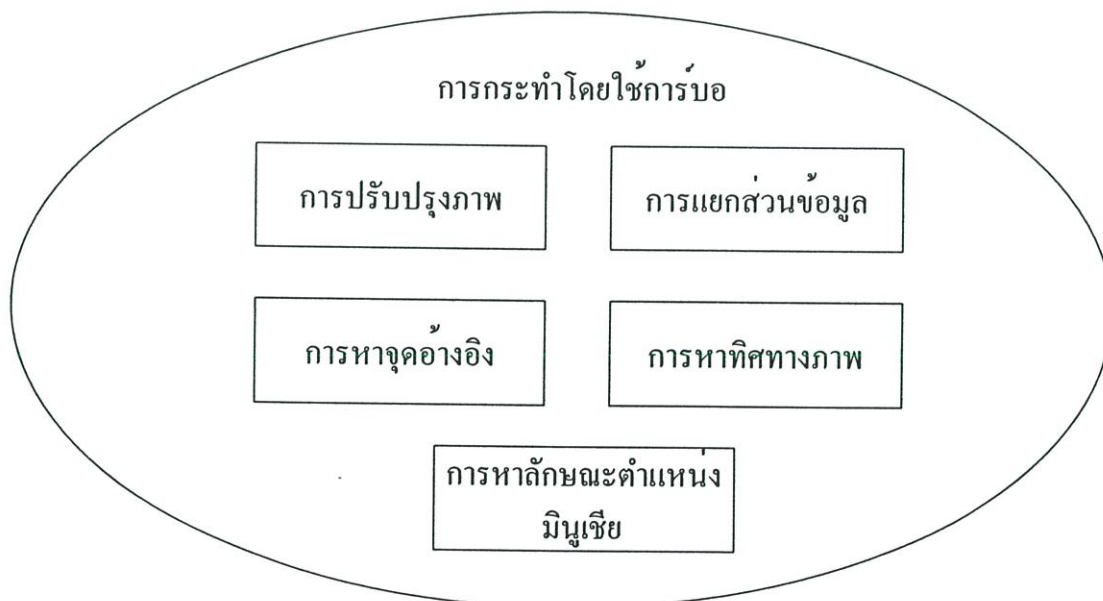 การกระทำโดยใช้การ์บอ
การปรับปรุงภาพ
การแยกส่วนข้อมูล
การหาจุดอ้างอิง
การหาทิศทางภาพ
การหาลักษณะตำแหน่ง
มินูเชีย